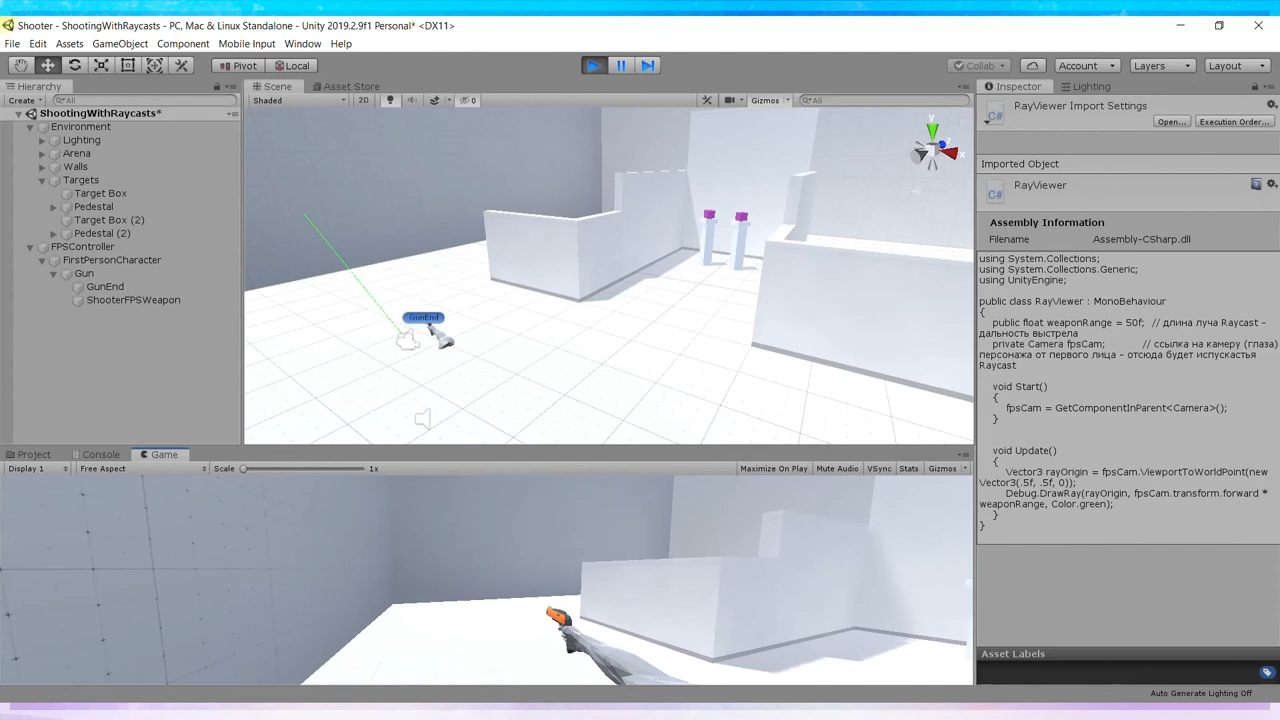 Shooter - ShootingWithRaycasts - PC, Mac & Linux Standalone - Unity 2019.2.9f1 Personal* <DX11>
File Edit Assets GameObject Component Mobile Input Window Help
Pivot Local Collab Account Layers Layout
Hierarchy Scene Asset Store Inspector Lighting
Create All Shaded 2D 0 Gizmos All
ShootingWithRaycasts*
Environment
Lighting
Arena
Walls
Targets
Target Box
Pedestal
Target Box (2)
Pedestal (2)
FPSController
FirstPersonCharacter
Gun
GunEnd
ShooterFPSWeapon
y
x
GunEnd
RayViewer Import Settings
Open... Execution Order...
Imported Object
C#
RayViewer
Assembly Information
Filename Assembly-CSharp.dll
using System.Collections;
using System.Collections.Generic;
using UnityEngine;
public class RayViewer : MonoBehaviour
{
public float weaponRange = 50f; // длина луча Raycast -
дальность выстрела
private Camera fpsCam; // ссылка на камеру (глаза)
персонажа от первого лица - отсюда будет испускастья
Raycast
void Start()
{
fpsCam = GetComponentInParent<Camera>();
}
void Update()
{
Vector3 rayOrigin = fpsCam.ViewportToWorldPoint(new
Vector3(.5f, .5f, 0));
Debug.DrawRay(rayOrigin, fpsCam.transform.forward *
weaponRange, Color.green);
}
}
Project Console Game
Display 1 Free Aspect Scale 1x Maximize On Play Mute Audio VSync Stats Gizmos
Asset Labels
Auto Generate Lighting Off